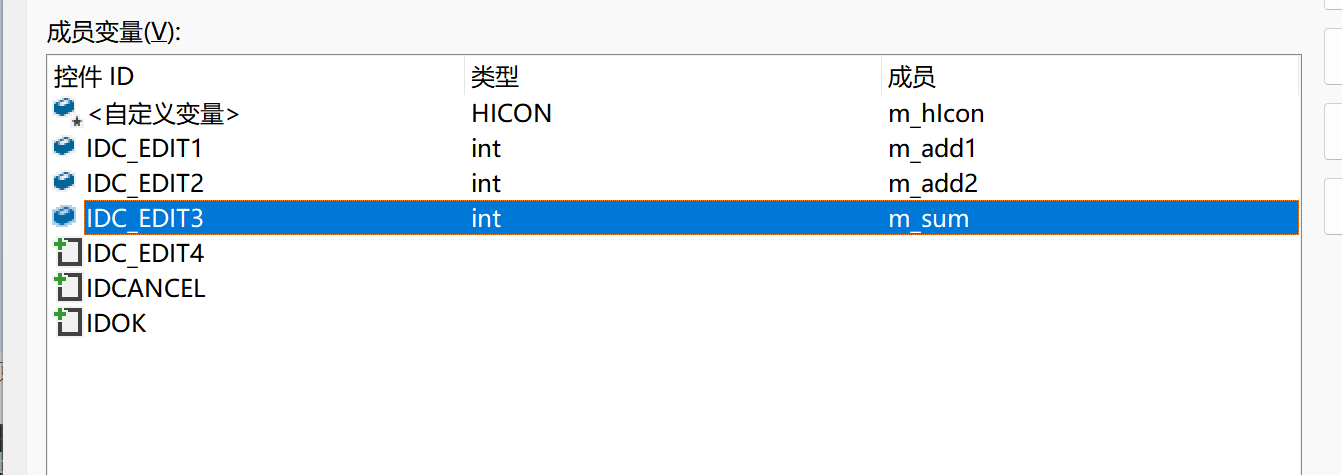 成员变量(V):
控件 ID 类型 成员
<自定义变量> HICON m_hIcon
IDC_EDIT1 int m_add1
IDC_EDIT2 int m_add2
IDC_EDIT3 int m_sum
IDC_EDIT4
IDCANCEL
IDOK